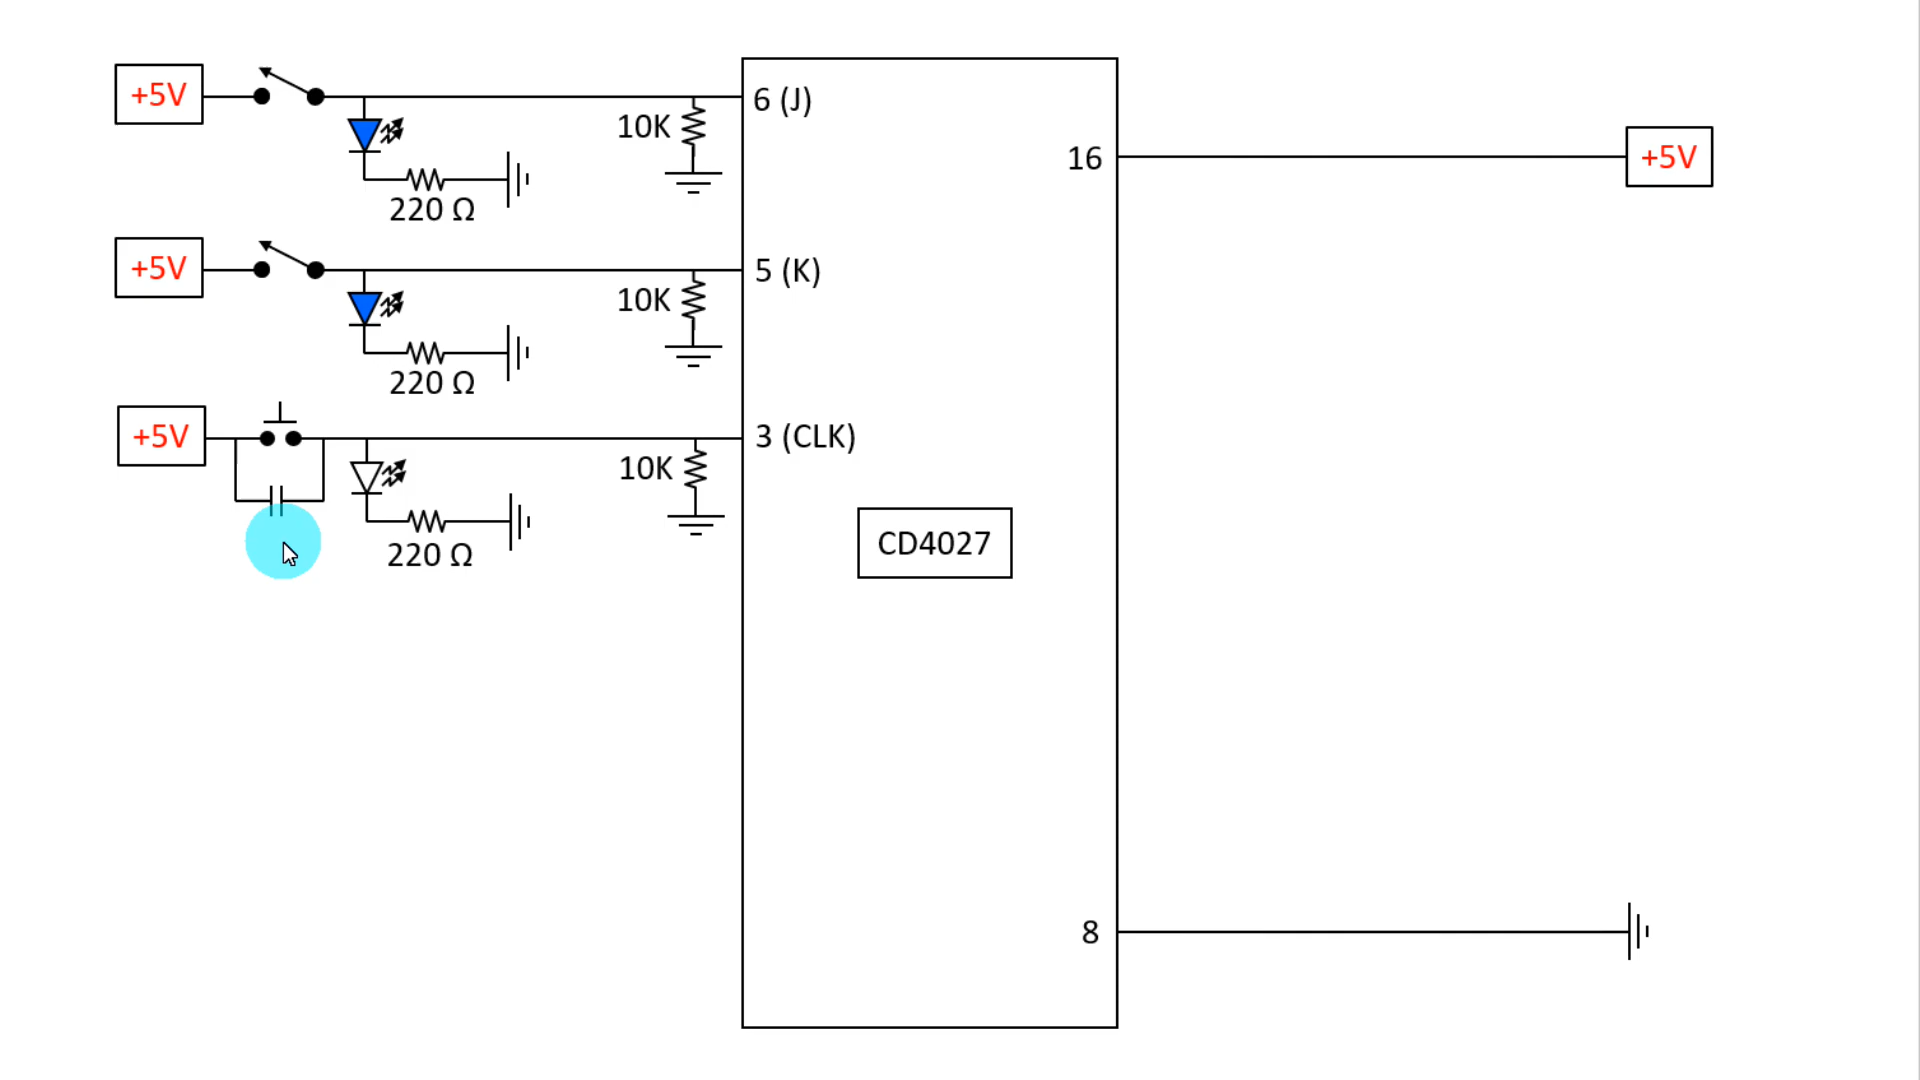 +5V
6 (J)
10K
16
+5V
220 Ω
+5V
5 (K)
10K
220 Ω
+5V
3 (CLK)
10K
220 Ω
CD4027
8